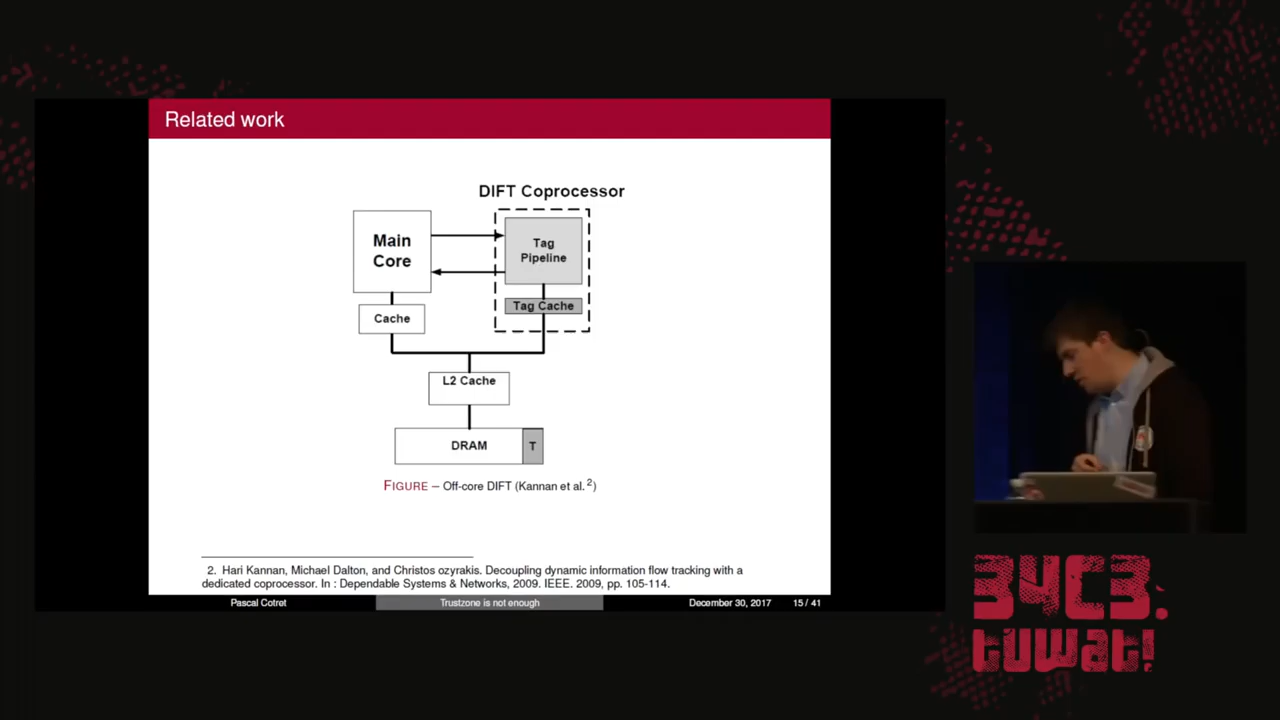 Related work
DIFT Coprocessor
Main
Core
Tag
Pipeline
Tag Cache
Cache
L2 Cache
DRAM
T
FIGURE – Off-core DIFT (Kannan et al. 2)
2. Hari Kannan, Michael Dalton, and Christos ozyrakis. Decoupling dynamic information flow tracking with a
dedicated coprocessor. In : Dependable Systems & Networks, 2009. IEEE. 2009, pp. 105-114.
Pascal Cotret
Trustzone is not enough
December 30, 2017
15 / 41
34C3.
tuwat!